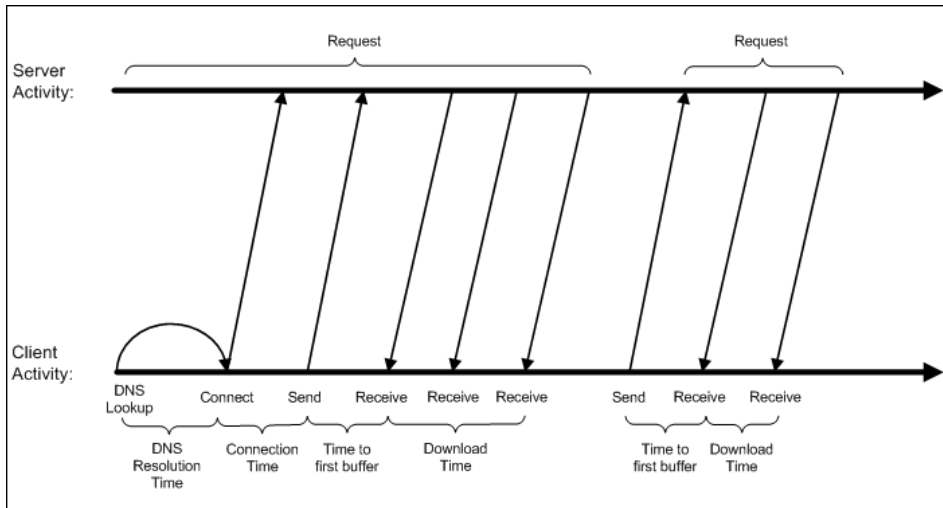 Request
Request
Server
Activity:
Client
Activity:
DNS
Lookup
Connect
Send
Receive
Receive
Receive
Send
Receive
Receive
DNS
Resolution
Time
Connection
Time
Time to
first buffer
Download
Time
Time to
first buffer
Download
Time